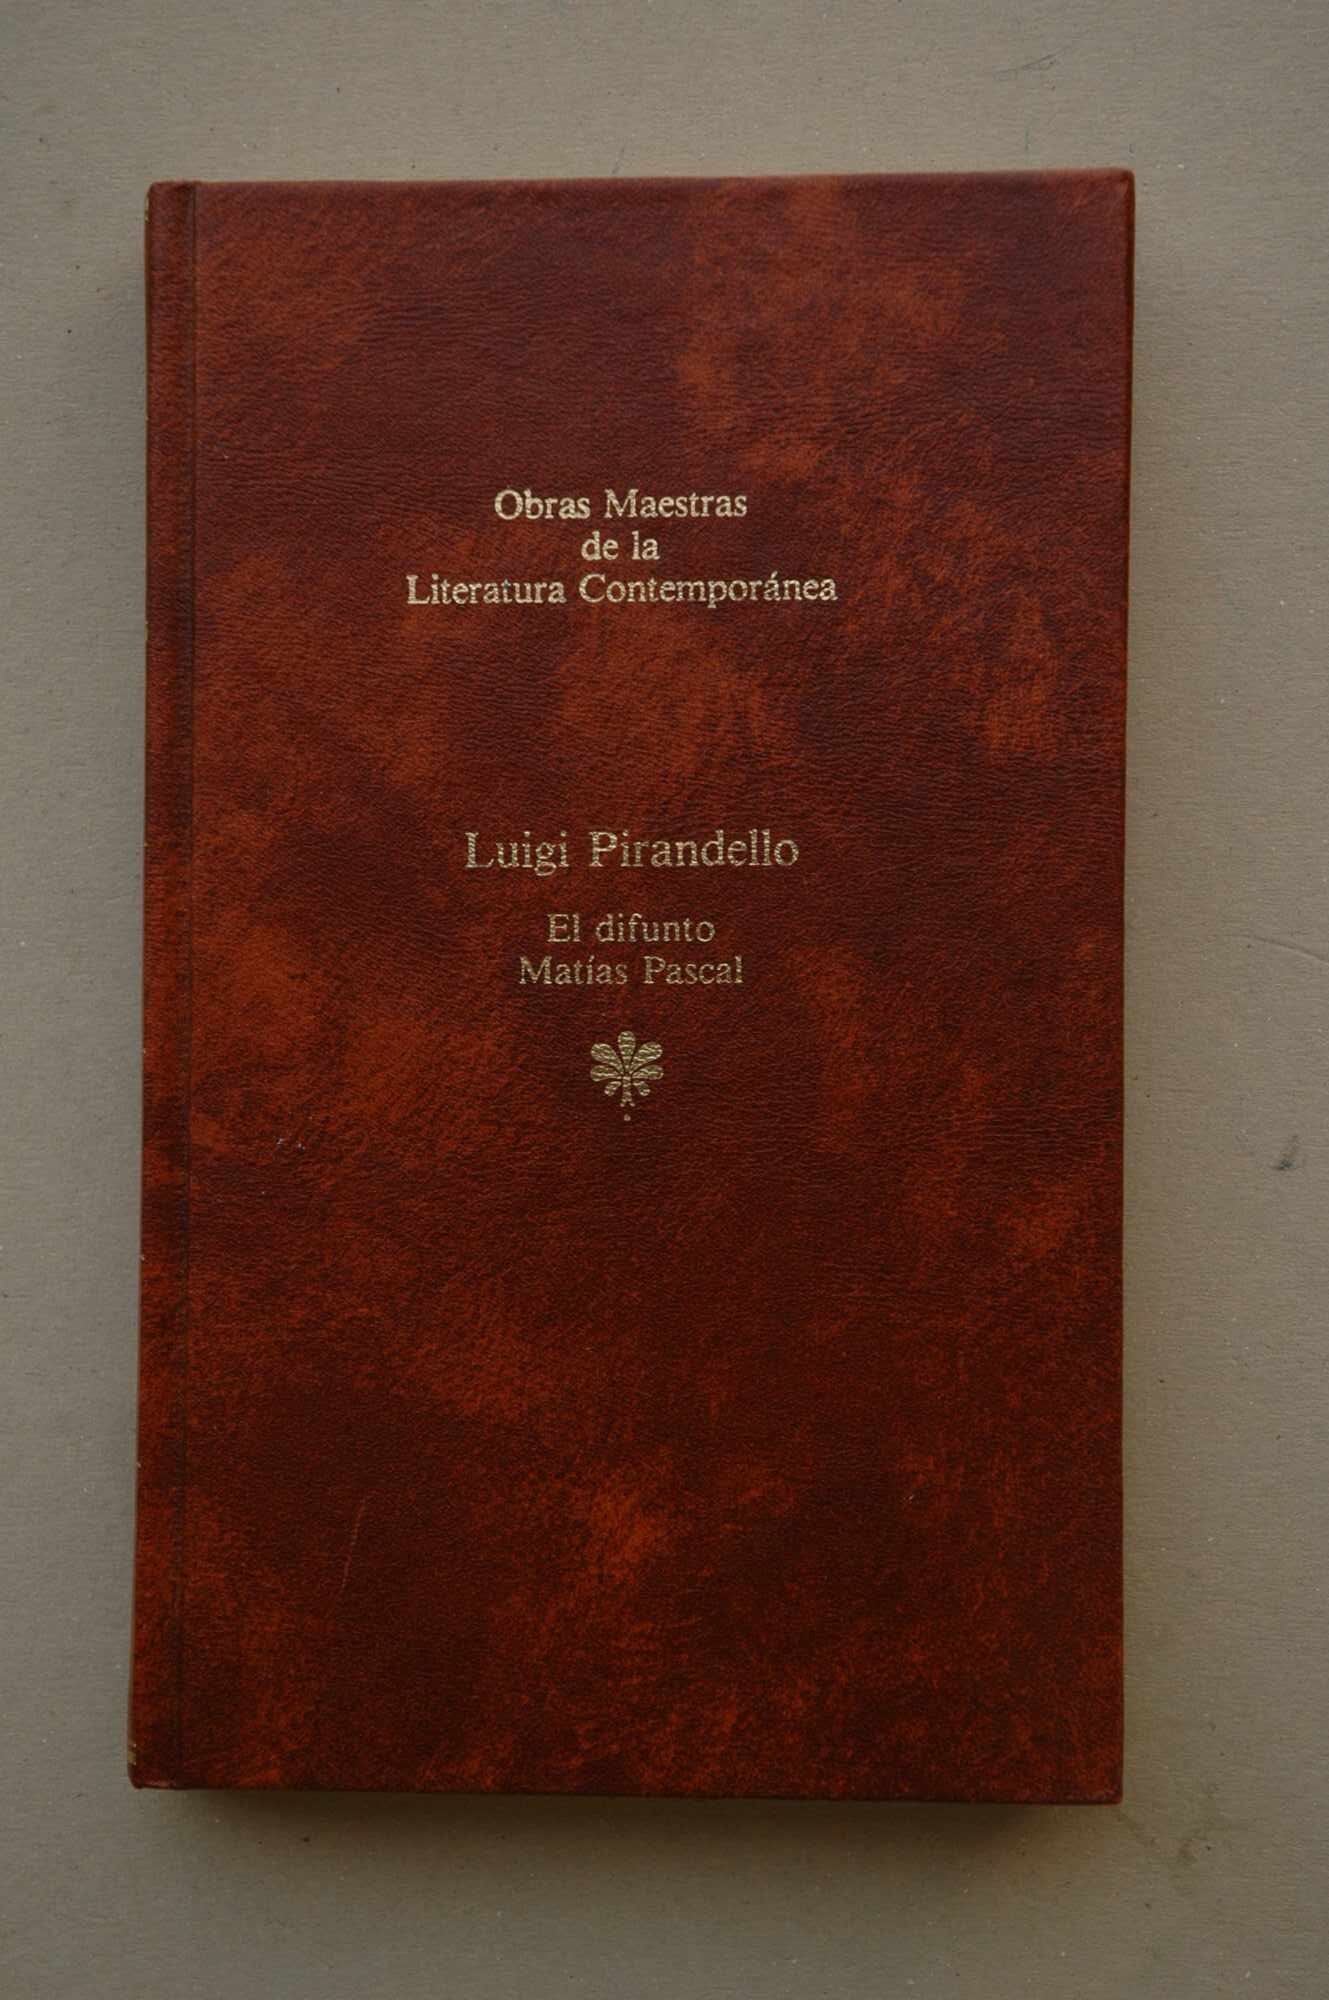 Obras Maestras
de la
Literatura Contemporánea
Luigi Pirandello
El difunto
Matías Pascal